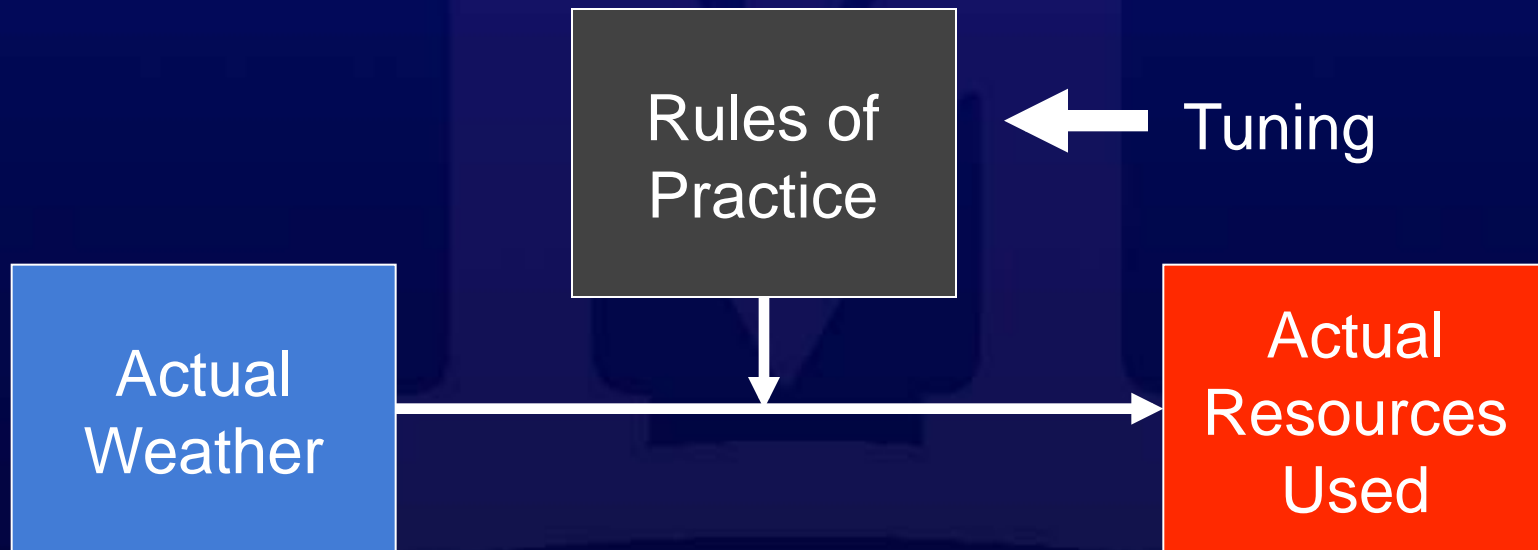 Rules of
Practice
Tuning
Actual
Weather
Actual
Resources
Used